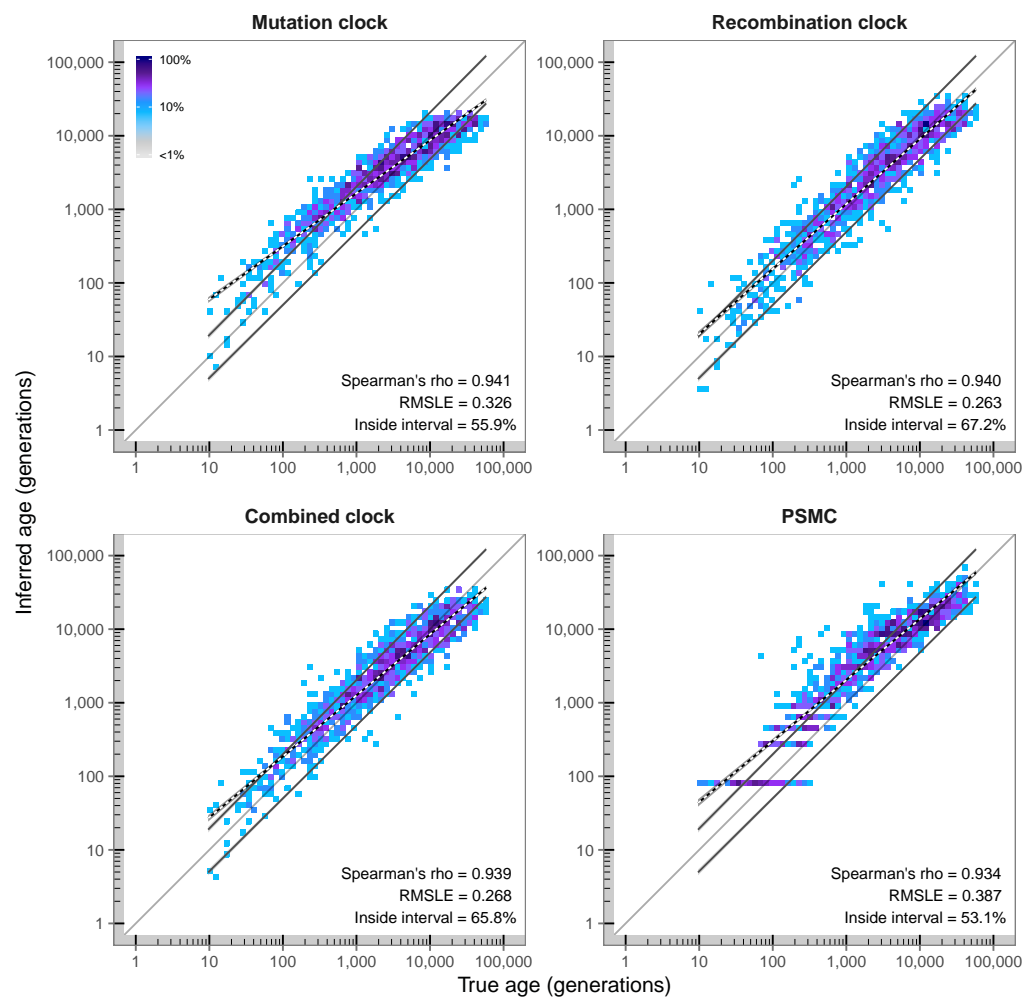 Mutation clock
Recombination clock
100%
10%
<1%
100,000
10,000
1,000
100
10
1
Spearman's rho = 0.941
RMSLE = 0.326
Inside interval = 55.9%
1 10 100 1,000 10,000 100,000
100,000
10,000
1,000
100
10
1
Spearman's rho = 0.940
RMSLE = 0.263
Inside interval = 67.2%
1 10 100 1,000 10,000 100,000
Inferred age (generations)
Combined clock
PSMC
100,000
10,000
1,000
100
10
1
Spearman's rho = 0.939
RMSLE = 0.268
Inside interval = 65.8%
1 10 100 1,000 10,000 100,000
100,000
10,000
1,000
100
10
1
Spearman's rho = 0.934
RMSLE = 0.387
Inside interval = 53.1%
1 10 100 1,000 10,000 100,000
True age (generations)